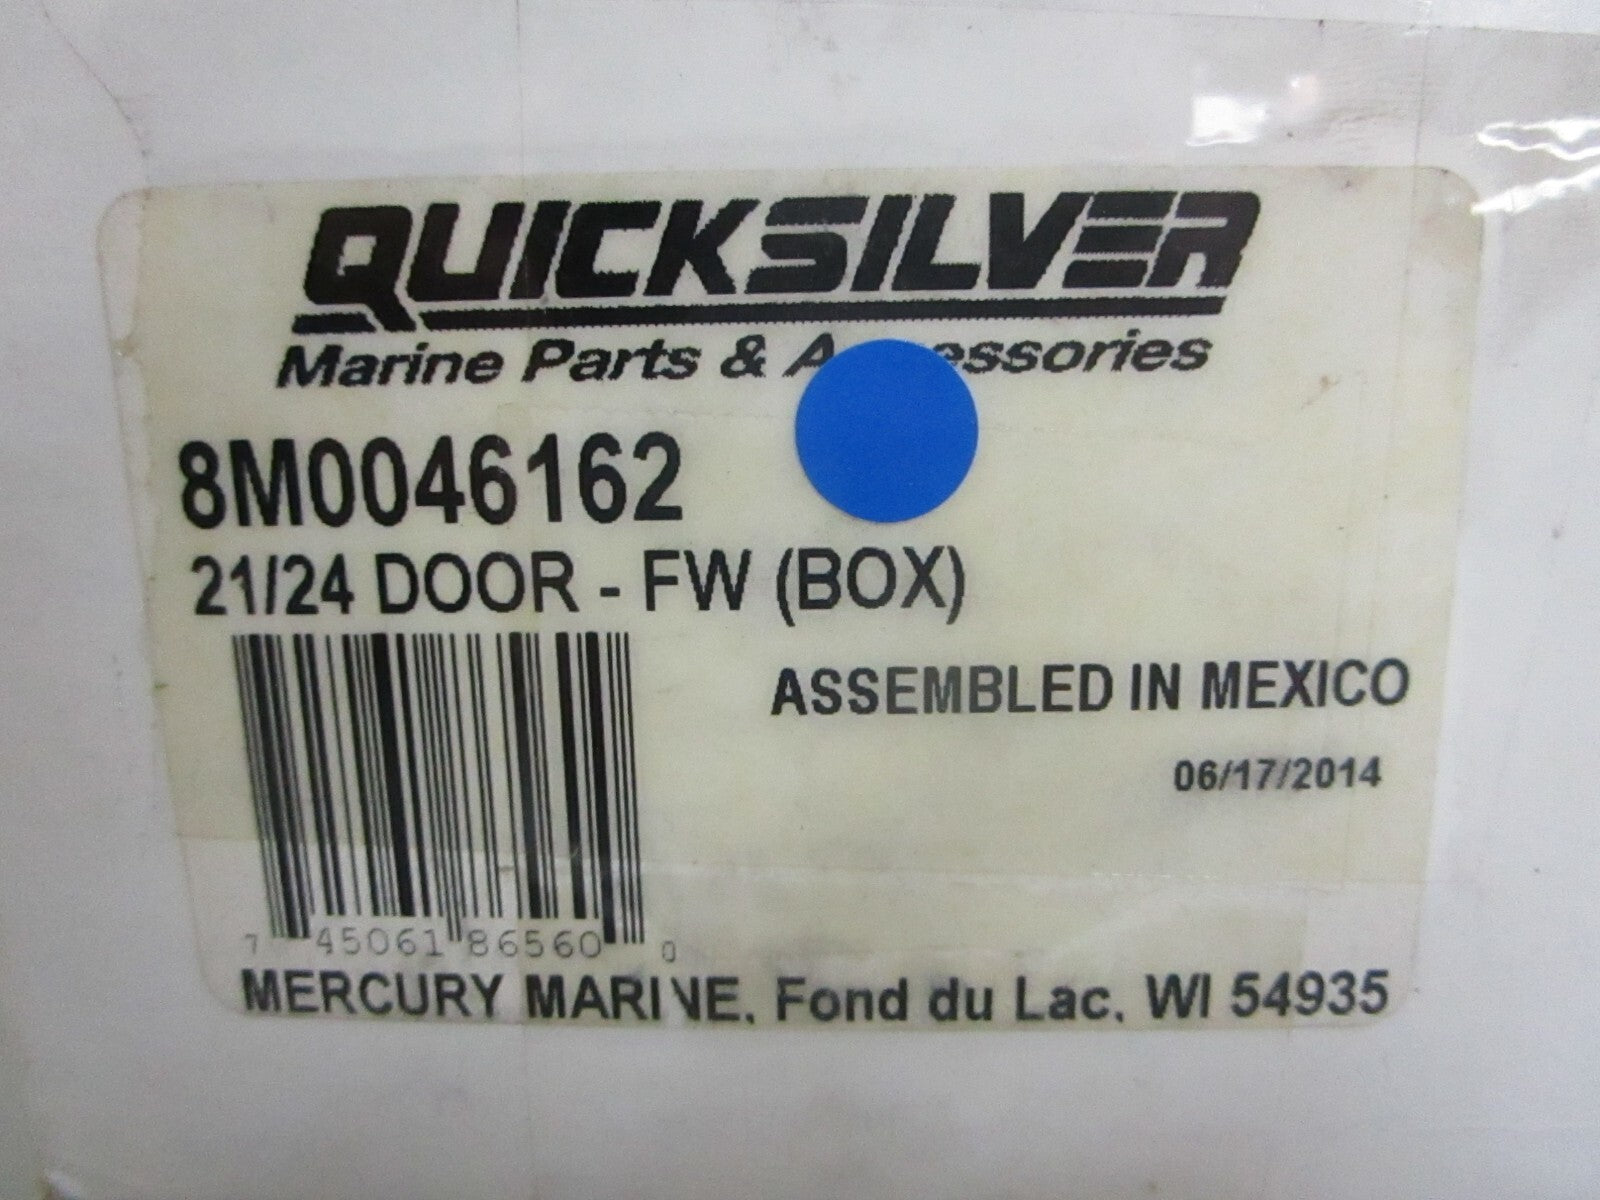 QUICKSILVER
Marine Parts &
8M0046162
21/24 DOOR - FW (BOX)
ASSEMBLED IN MEXICO
06/17/2014
7 45061 86560 0
MERCURY MARINE, Fond du Lac, WI 54935